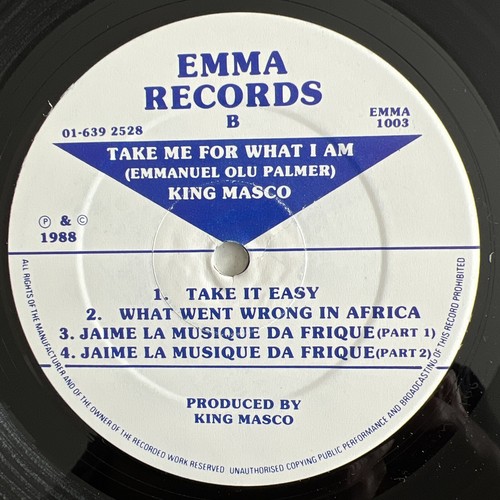 EMMA
RECORDS
B
01-639 2528
EMMA
1003
TAKE ME FOR WHAT I AM
(EMMANUEL OLU PALMER)
KING MASCO
Ⓟ & ©
1988
1. TAKE IT EASY
2. WHAT WENT WRONG IN AFRICA
3. JAIME LA MUSIQUE DA FRIQUE (PART 1)
4. JAIME LA MUSIQUE DA FRIQUE (PART 2)
PRODUCED BY
KING MASCO
ALL RIGHTS OF THE MANUFACTURER AND OF THE OWNER OF THE RECORDED WORK RESERVED UNAUTHORISED COPYING PUBLIC PERFORMANCE AND BROADCASTING OF THIS RECORD PROHIBITED